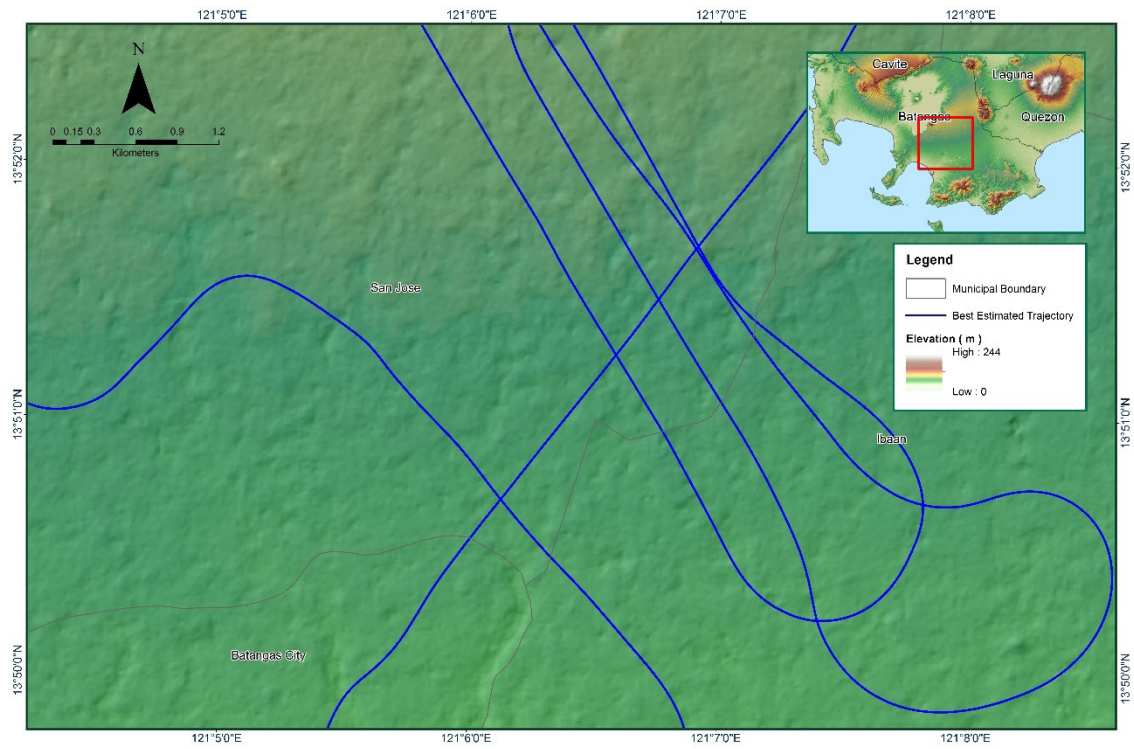 121°5'0"E 121°6'0"E 121°7'0"E 121°8'0"E
N
0 0.15 0.3 0.6 0.9 1.2
Kilometers
Cavite
Laguna
Batangas
Quezon
13°52'0"N
13°52'0"N
San Jose
Legend
Municipal Boundary
Best Estimated Trajectory
Elevation ( m )
High : 244
Low : 0
13°51'0"N
13°51'0"N
Ibaan
Batangas City
13°50'0"N
13°50'0"N
121°5'0"E 121°6'0"E 121°7'0"E 121°8'0"E